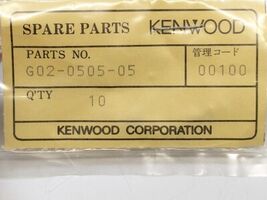 SPARE PARTS KENWOOD
PARTS NO. 管理コード
G02-0505-05 00100
Q'TY 10
KENWOOD CORPORATION